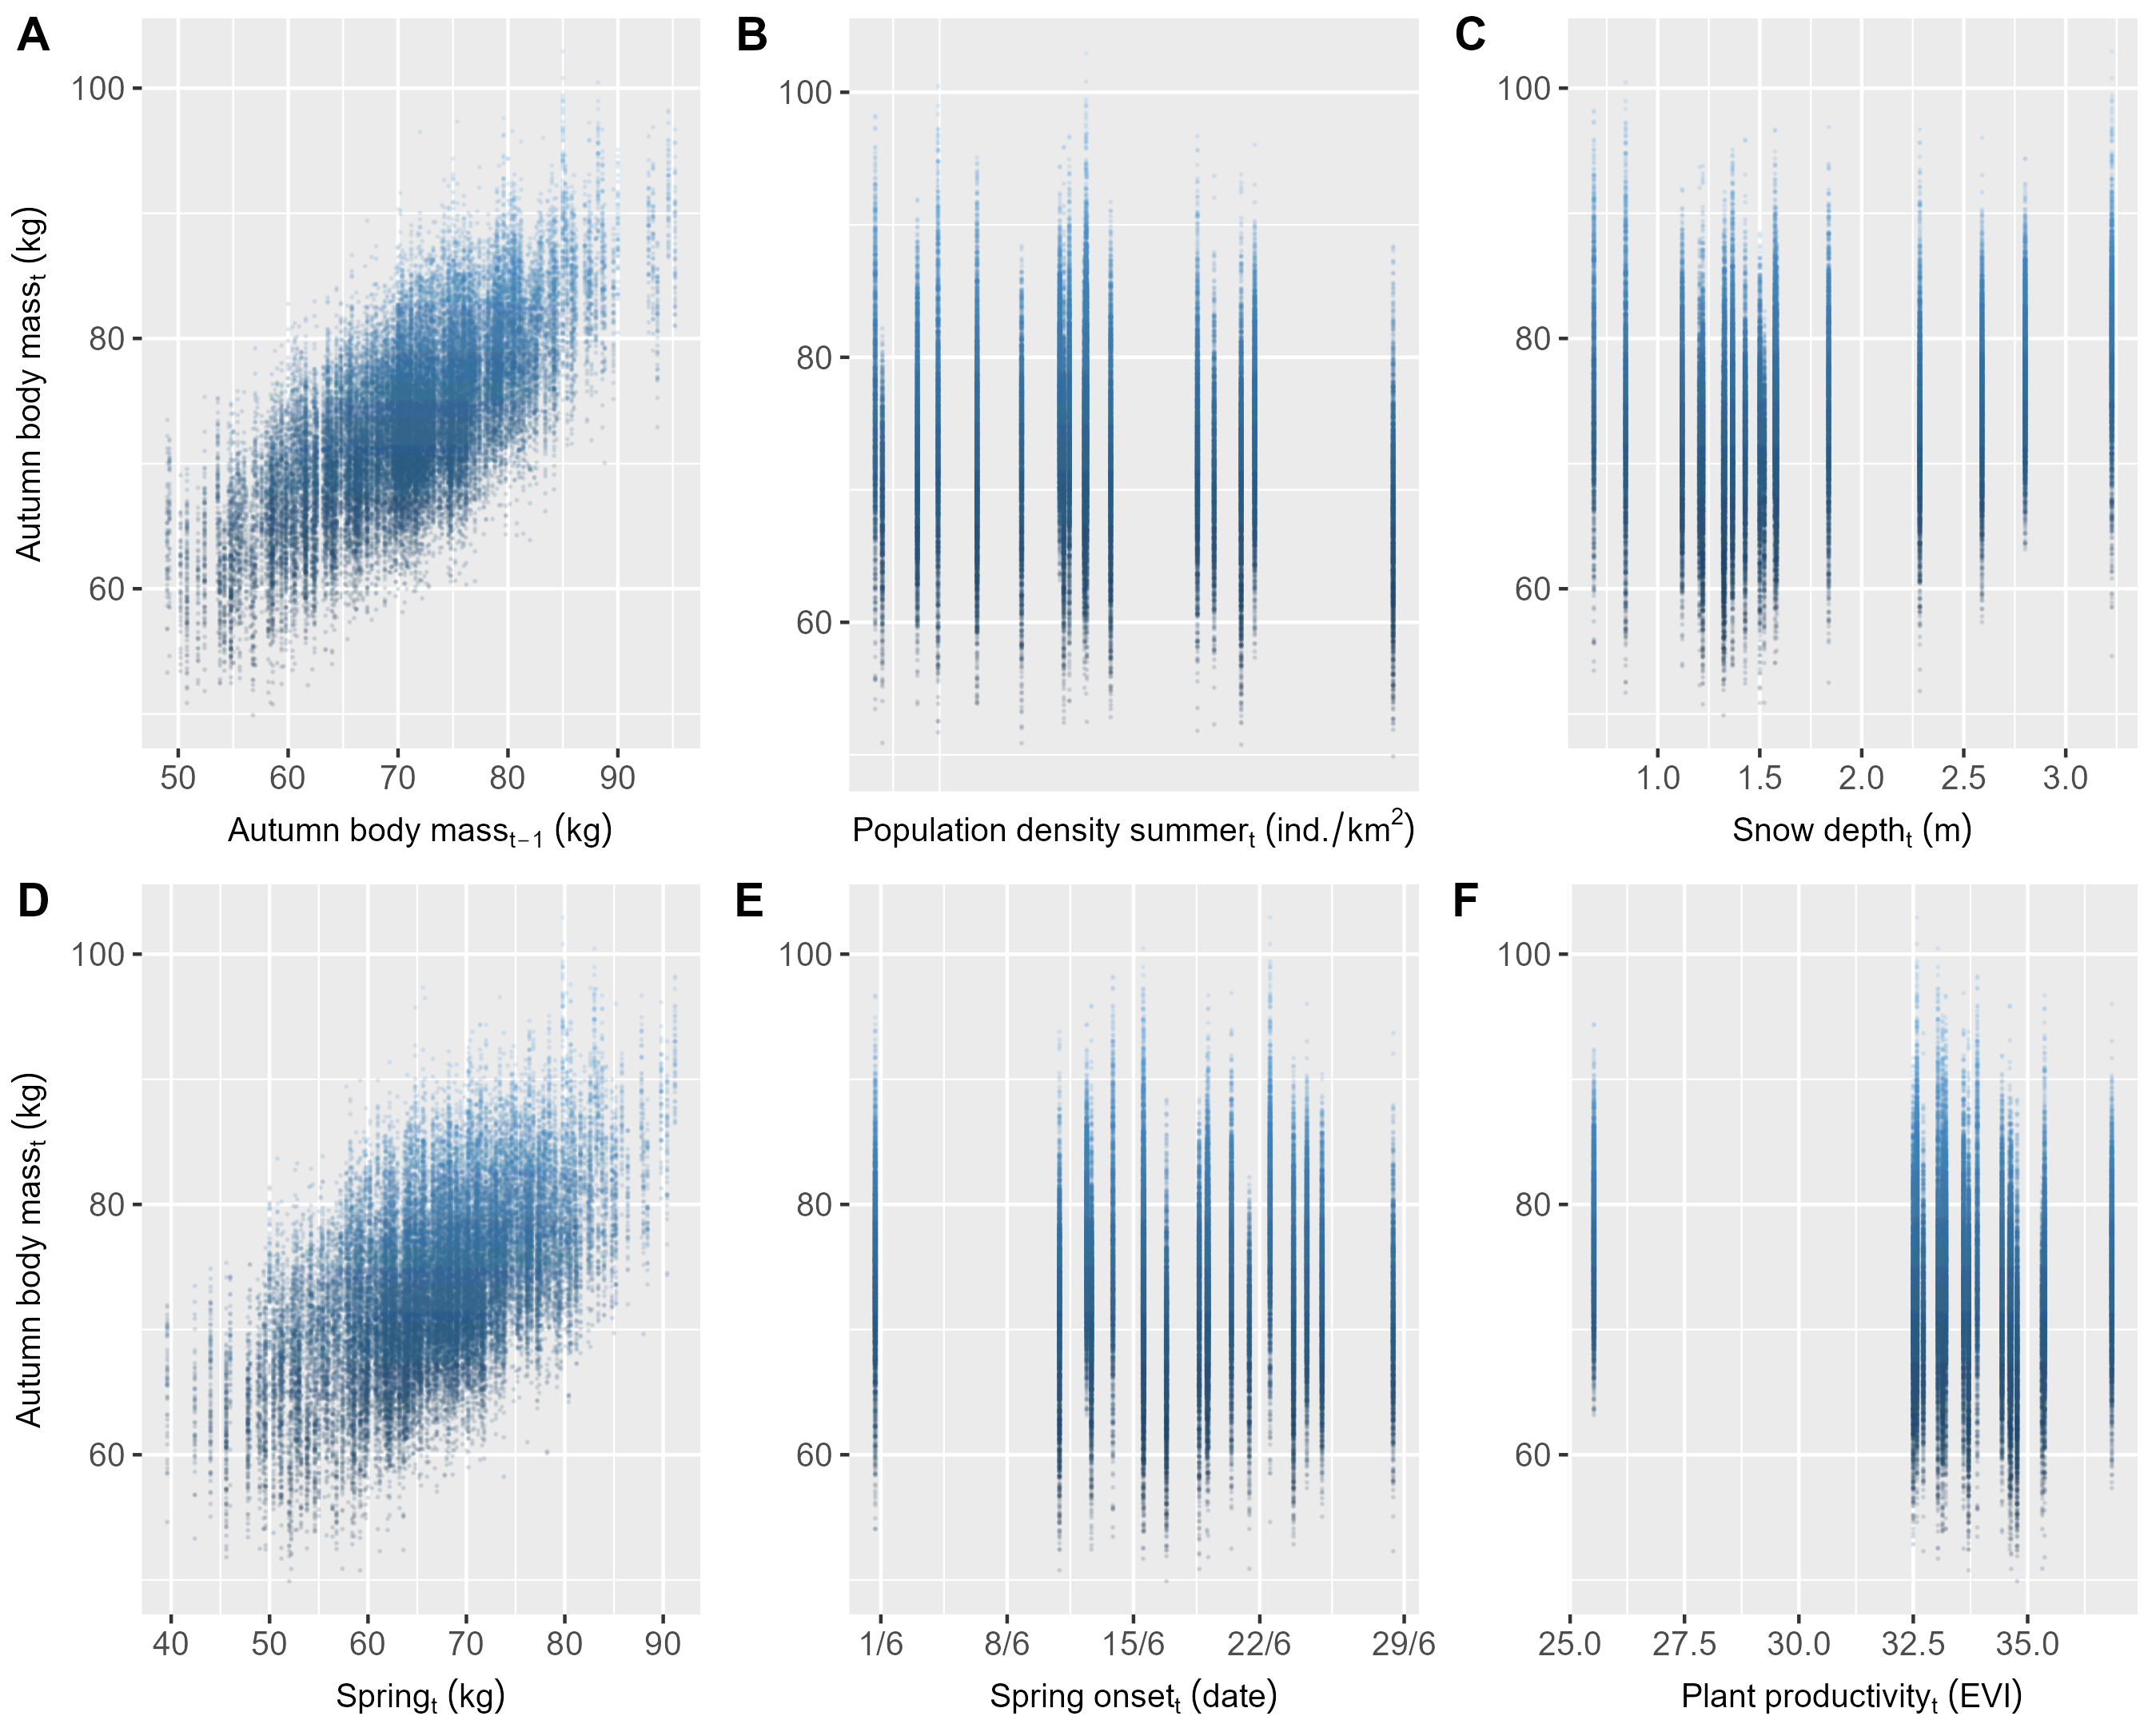 A
B
C
100
80
60
Autumn body massₜ (kg)
50 60 70 80 90
Autumn body massₜ₋₁ (kg)
100
80
60
Population density summerₜ (ind./km²)
100
80
60
1.0 1.5 2.0 2.5 3.0
Snow depthₜ (m)
D
E
F
100
80
60
Autumn body massₜ (kg)
40 50 60 70 80 90
Springₜ (kg)
100
80
60
1/6 8/6 15/6 22/6 29/6
Spring onsetₜ (date)
100
80
60
25.0 27.5 30.0 32.5 35.0
Plant productivityₜ (EVI)